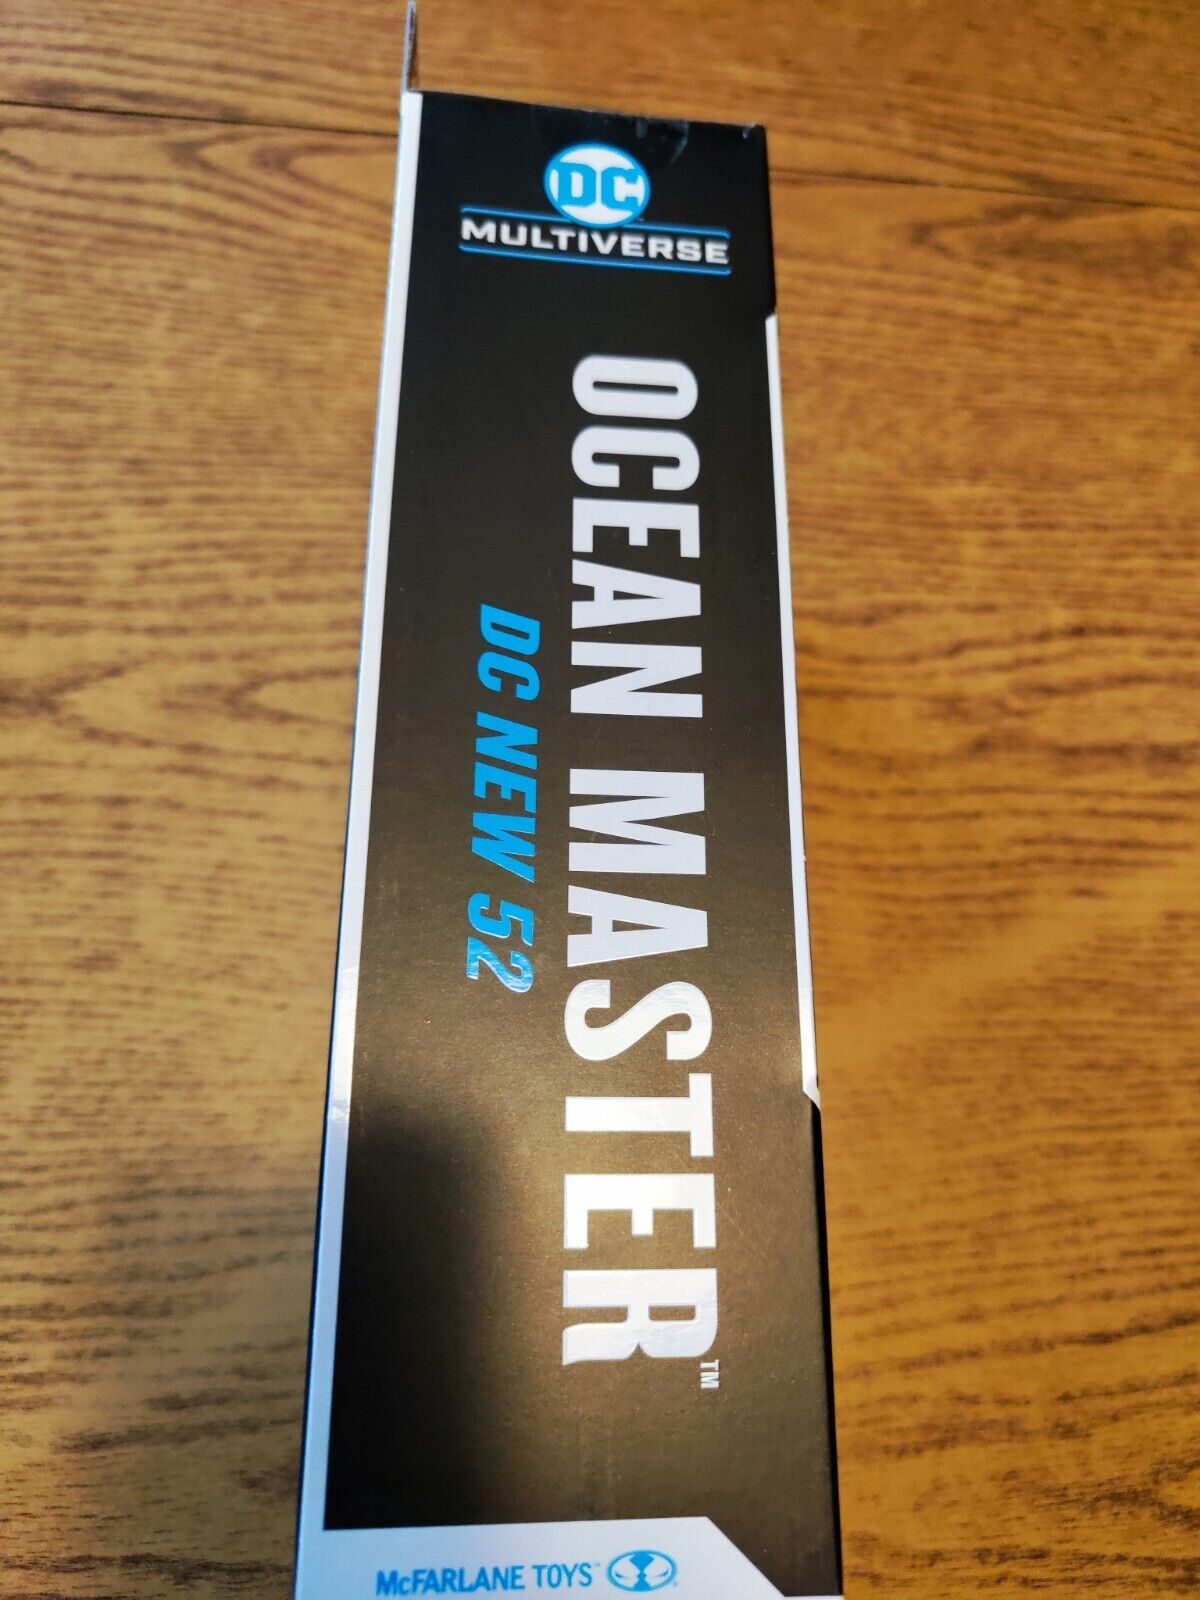 DC
MULTIVERSE
OCEAN MASTER™
DC NEW 52
McFARLANE TOYS™